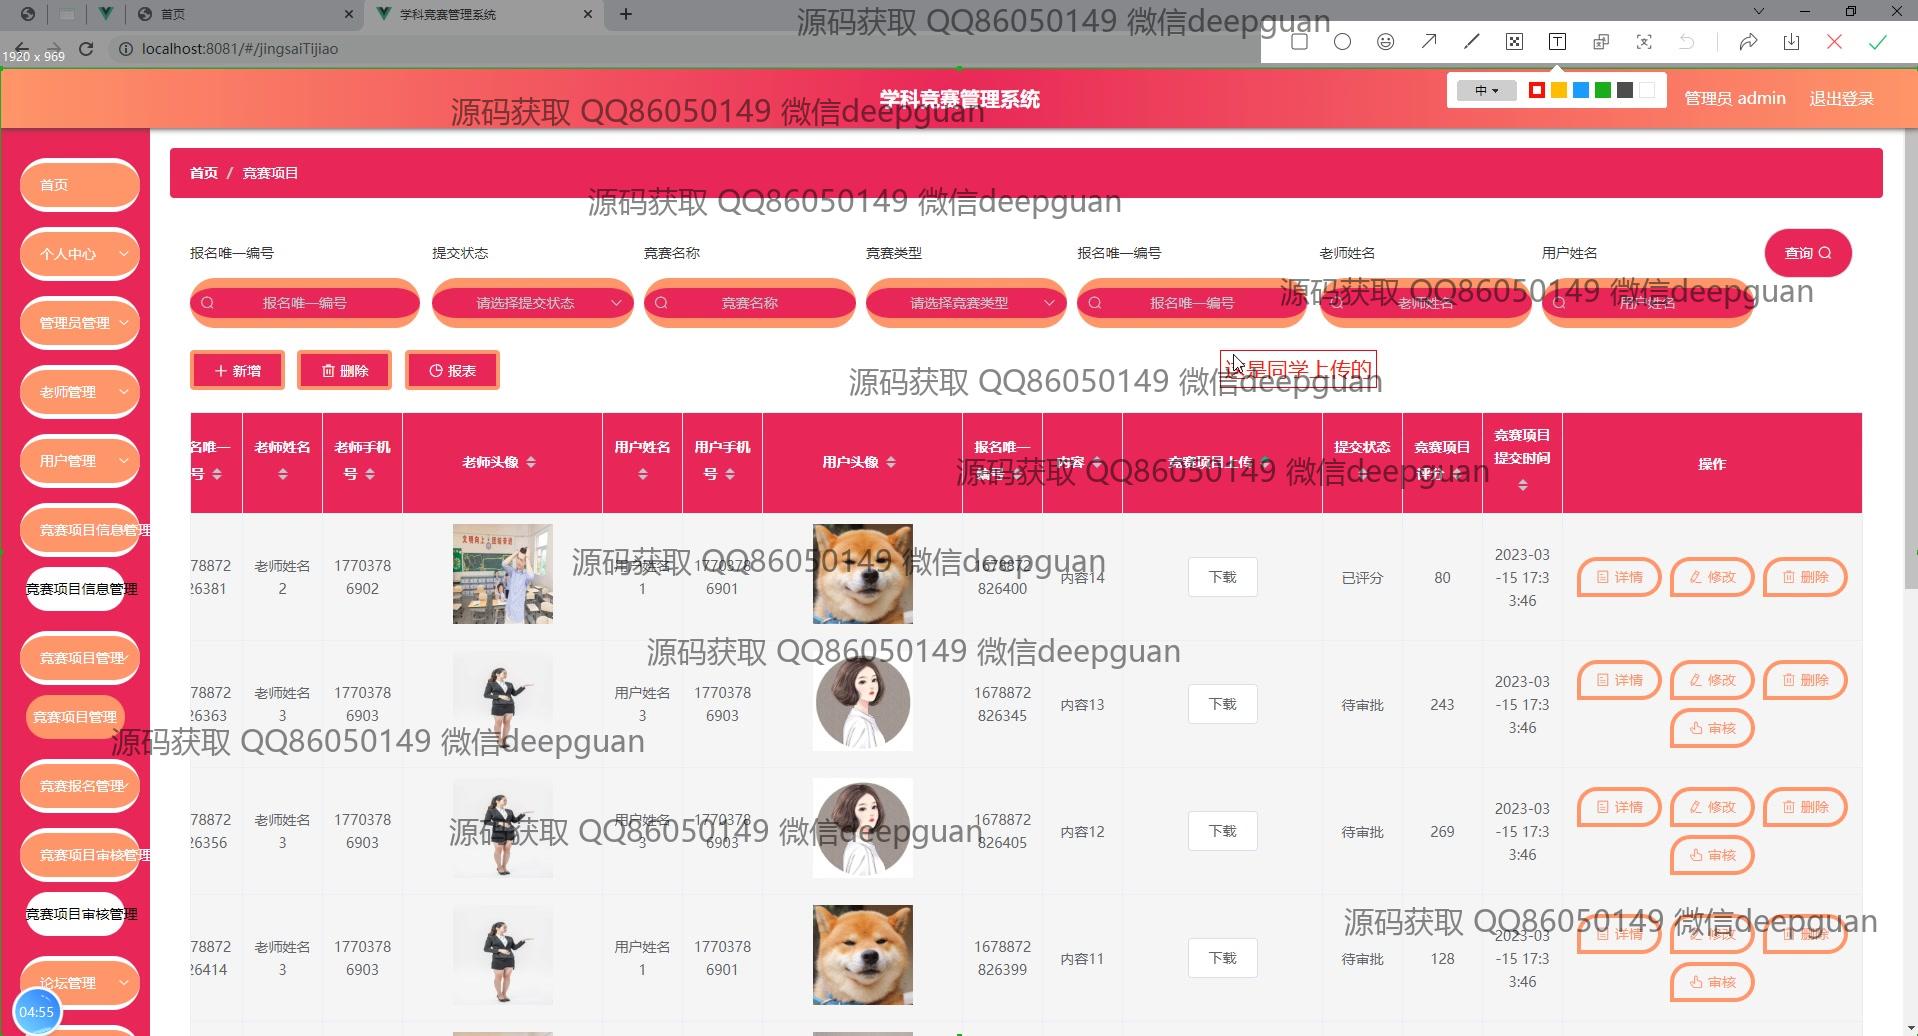 首页
学科竞赛管理系统
localhost:8081/#/jingsaiTijiao
1920 x 969
源码获取 QQ86050149 微信deepguan
中
学科竞赛管理系统
源码获取 QQ86050149 微信deepguan
管理员 admin
退出登录
首页
个人中心
管理员管理
老师管理
用户管理
竞赛项目信息管理
竞赛项目信息管理
竞赛项目管理
竞赛项目管理
竞赛报名管理
竞赛项目审核管理
竞赛项目审核管理
论坛管理
04:55
首页 / 竞赛项目
源码获取 QQ86050149 微信deepguan
报名唯一编号 提交状态 竞赛名称 竞赛类型 报名唯一编号 老师姓名 用户姓名 查询
报名唯一编号 请选择提交状态 竞赛名称 请选择竞赛类型 报名唯一编号 老师姓名 用户姓名
源码获取 QQ86050149 微信deepguan
新增 删除 报表
这是同学上传的
源码获取 QQ86050149 微信deepguan
名唯一 老师姓名 老师手机 老师头像 用户姓名 用户手机 用户头像 报名唯一 内容 竞赛项目上传 提交状态 竞赛项目 竞赛项目 操作
号 号 号 编号 评分 提交时间
源码获取 QQ86050149 微信deepguan
78872 老师姓名 1770378 用户姓名 1770378 1678872 内容14 下载 已评分 80 2023-03 详情 修改 删除
26381 2 6902 1 6901 826400 -15 17:3
3:46
文明向上·团结奋进
源码获取 QQ86050149 微信deepguan
78872 老师姓名 1770378 用户姓名 1770378 1678872 内容13 下载 待审批 243 2023-03 详情 修改 删除
26363 3 6903 3 6903 826345 -15 17:3 审核
3:46
源码获取 QQ86050149 微信deepguan
源码获取 QQ86050149 微信deepguan
78872 老师姓名 1770378 用户姓名 1770378 1678872 内容12 下载 待审批 269 2023-03 详情 修改 删除
26356 3 6903 3 6903 826405 -15 17:3 审核
3:46
源码获取 QQ86050149 微信deepguan
78872 老师姓名 1770378 用户姓名 1770378 1678872 内容11 下载 待审批 128 2023-03 详情 修改 删除
26414 3 6903 1 6901 826399 -15 17:3 审核
3:46
源码获取 QQ86050149 微信deepguan